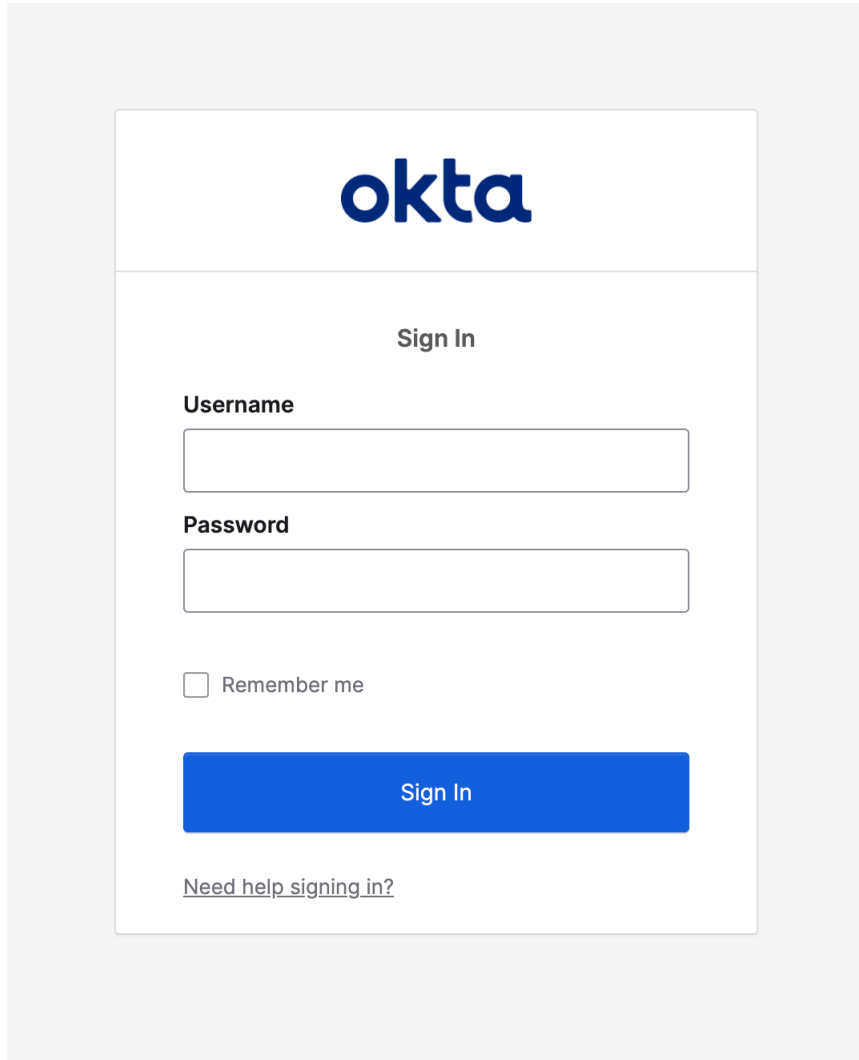 okta
Sign In
Username
Password
Remember me
Sign In
Need help signing in?